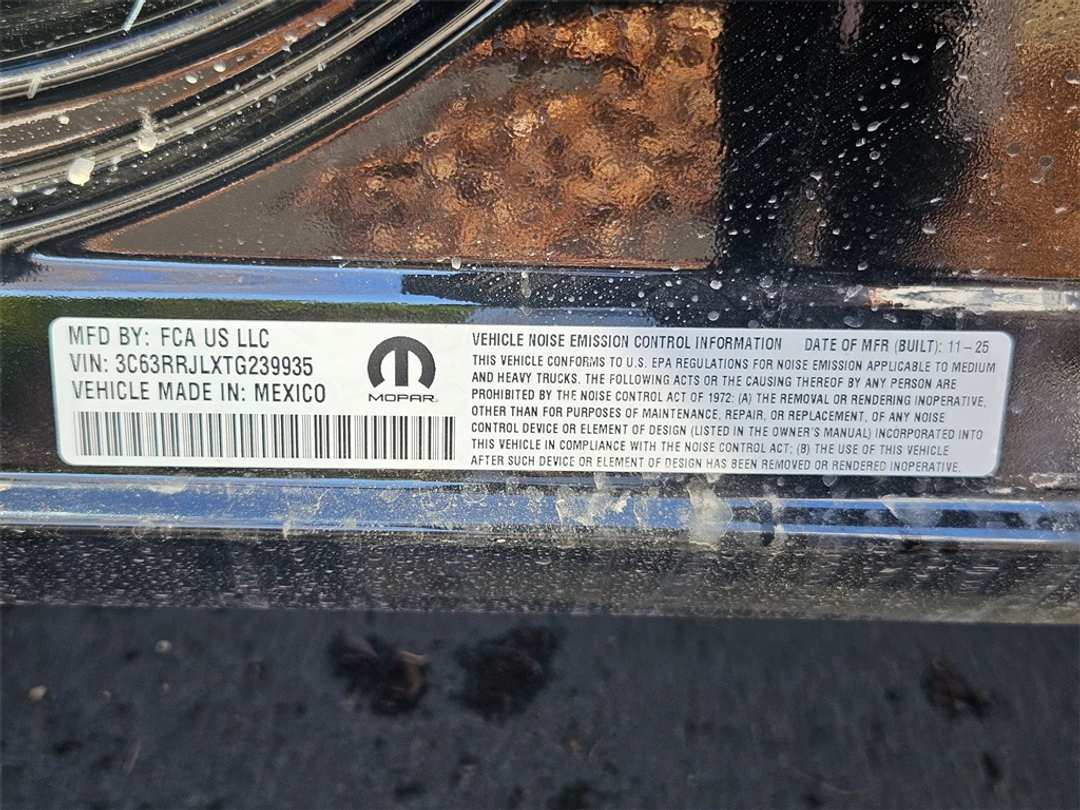 MFD BY: FCA US LLC
VIN: 3C63RRJLXTG239935
VEHICLE MADE IN: MEXICO
MOPAR
VEHICLE NOISE EMISSION CONTROL INFORMATION DATE OF MFR (BUILT): 11-25
THIS VEHICLE CONFORMS TO U.S. EPA REGULATIONS FOR NOISE EMISSION APPLICABLE TO MEDIUM
AND HEAVY TRUCKS. THE FOLLOWING ACTS OR THE CAUSING THEREOF BY ANY PERSON ARE
PROHIBITED BY THE NOISE CONTROL ACT OF 1972: (A) THE REMOVAL OR RENDERING INOPERATIVE,
OTHER THAN FOR PURPOSES OF MAINTENANCE, REPAIR, OR REPLACEMENT, OF ANY NOISE
CONTROL DEVICE OR ELEMENT OF DESIGN (LISTED IN THE OWNER'S MANUAL) INCORPORATED INTO
THIS VEHICLE IN COMPLIANCE WITH THE NOISE CONTROL ACT; (B) THE USE OF THIS VEHICLE
AFTER SUCH DEVICE OR ELEMENT OF DESIGN HAS BEEN REMOVED OR RENDERED INOPERATIVE.